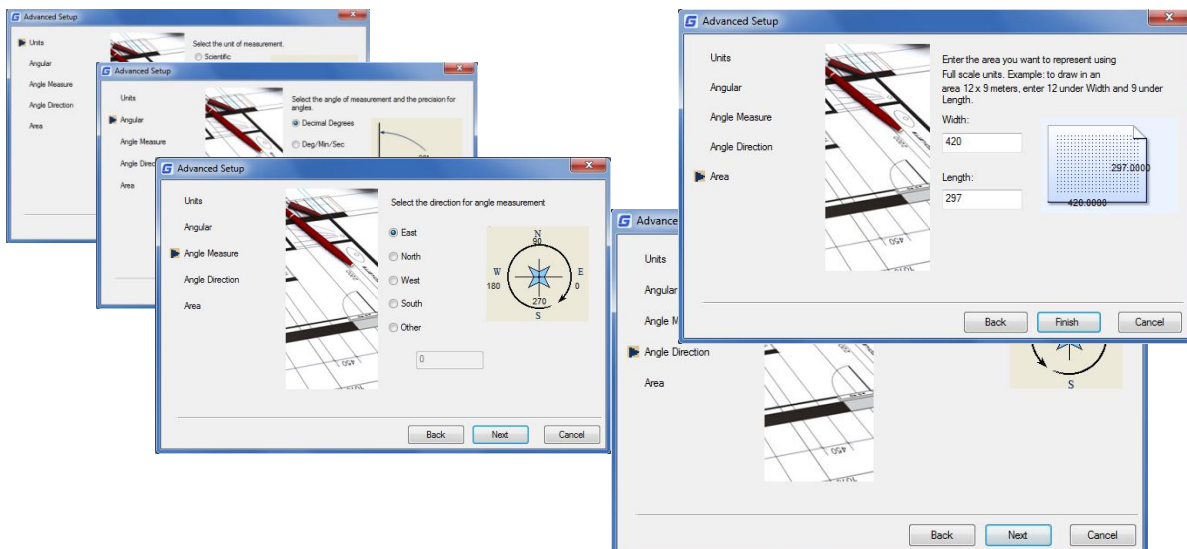 Advanced Setup
Units
Angular
Angle Measure
Angle Direction
Area
Select the unit of measurement.
Scientific
Advanced Setup
Units
Angular
Angle Measure
Area
Select the angle of measurement and the precision for
angles.
Decimal Degrees
Deg/Min/Sec
Advanced Setup
Units
Angular
Angle Measure
Angle Direction
Area
Select the direction for angle measurement
East
North
West
South
Other
0
N
90
W
180
E
0
270
S
450
Back
Next
Cancel
Units
Angular
Angle Direction
Area
S
450
Back
Next
Cancel
Advanced Setup
Units
Angular
Angle Measure
Angle Direction
Area
Enter the area you want to represent using
Full scale units. Example: to draw in an
area 12 x 9 meters, enter 12 under Width and 9 under
Length.
Width:
420
Length:
297
297.0000
420.0000
450
Back
Finish
Cancel